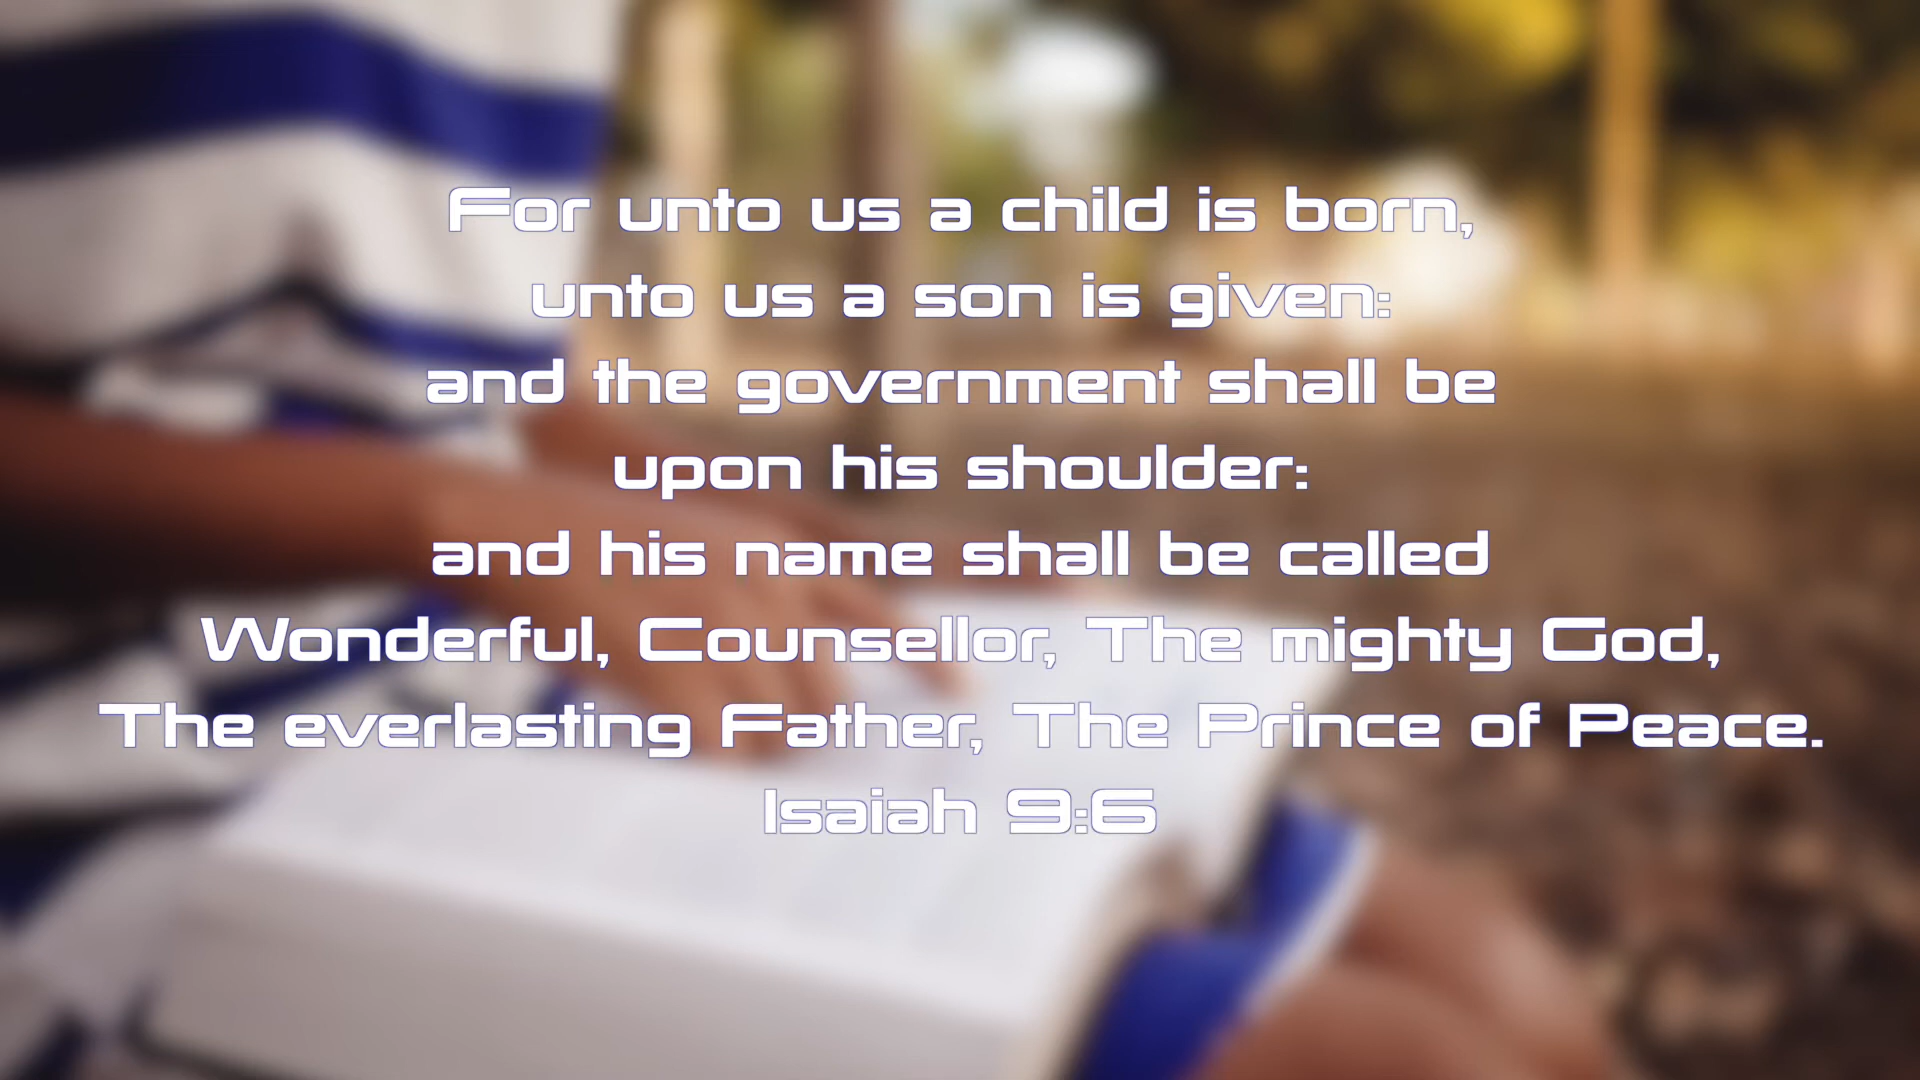 For unto us a child is born,
unto us a son is given:
and the government shall be
upon his shoulder:
and his name shall be called
Wonderful, Counsellor, The mighty God,
The everlasting Father, The Prince of Peace.
Isaiah 9:6